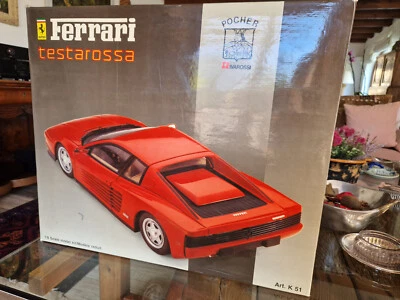 Ferrari
testarossa
POCHER
RIVAROSSI
Art. K 51